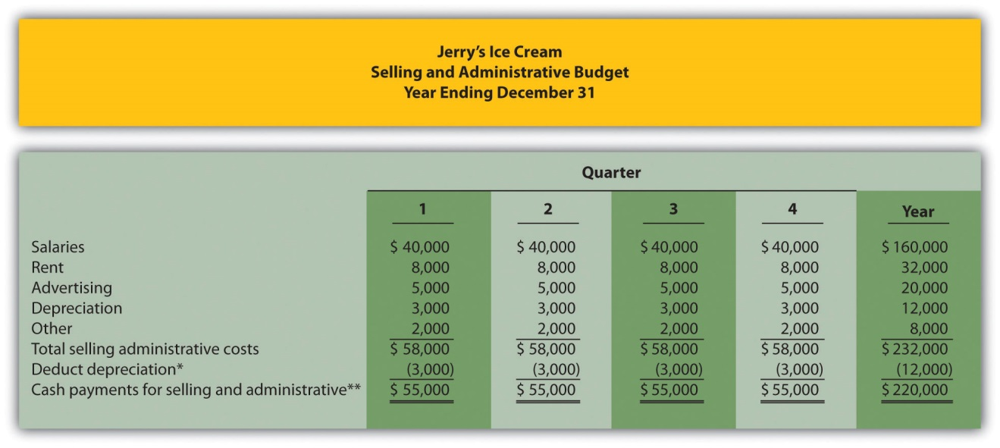 Jerry’s Ice Cream
Selling and Administrative Budget
Year Ending December 31
Quarter
1 2 3 4 Year
Salaries $ 40,000 $ 40,000 $ 40,000 $ 40,000 $ 160,000
Rent 8,000 8,000 8,000 8,000 32,000
Advertising 5,000 5,000 5,000 5,000 20,000
Depreciation 3,000 3,000 3,000 3,000 12,000
Other 2,000 2,000 2,000 2,000 8,000
Total selling administrative costs $ 58,000 $ 58,000 $ 58,000 $ 58,000 $ 232,000
Deduct depreciation* (3,000) (3,000) (3,000) (3,000) (12,000)
Cash payments for selling and administrative** $ 55,000 $ 55,000 $ 55,000 $ 55,000 $ 220,000